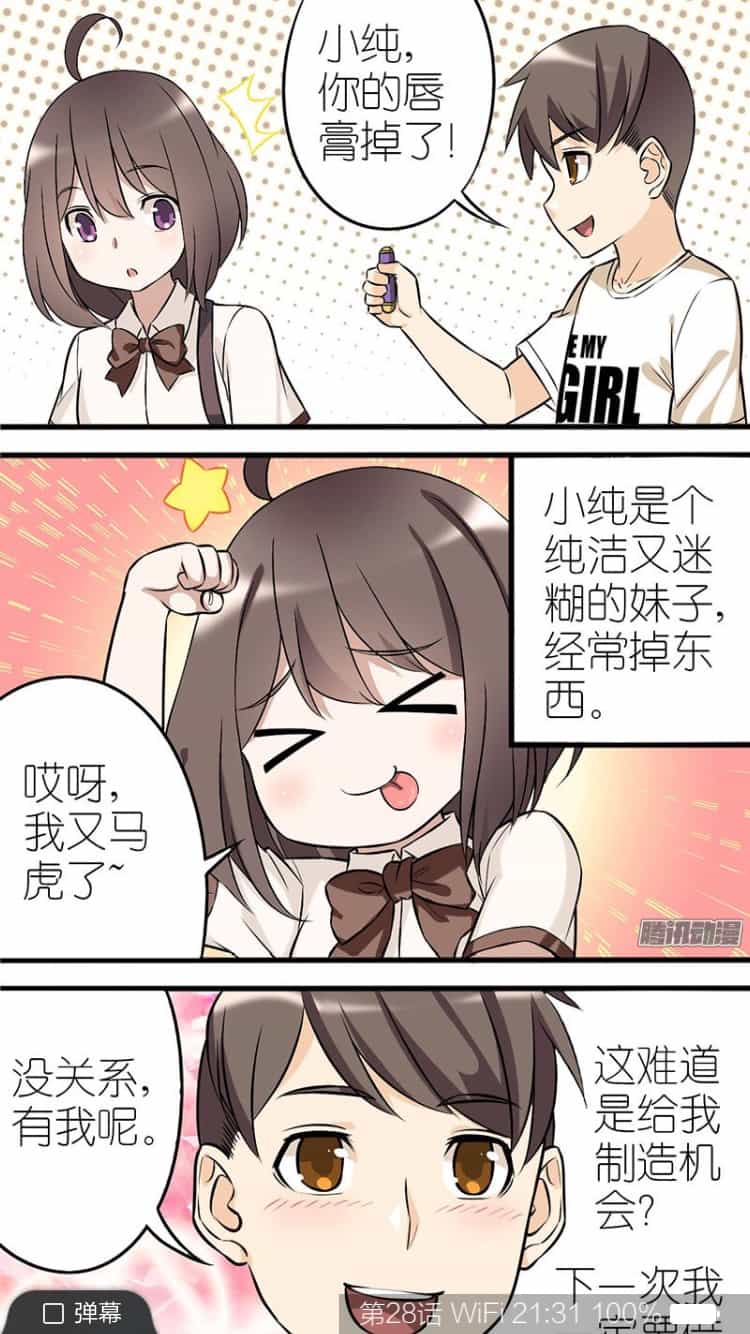 小纯,
你的唇
膏掉了!
E MY
GIRL
小纯是个
纯洁又迷
糊的妹子,
经常掉东
西。
哎呀,
我又马
虎了~
腾讯动漫
没关系,
有我呢。
这难道
是给我
制造机
会?
下一次我
弹幕
第28话 WiFi 21:31 100%